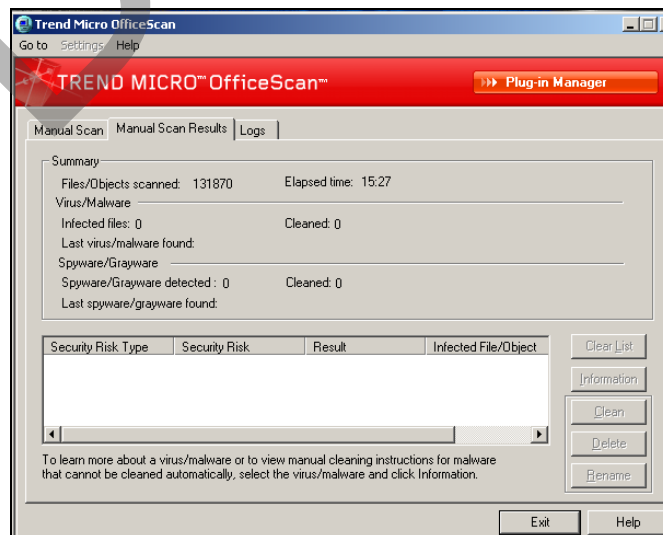 Trend Micro OfficeScan
Go to Settings Help
TREND MICRO™ OfficeScan™
Plug-in Manager
Manual Scan Manual Scan Results Logs
Summary
Files/Objects scanned: 131870 Elapsed time: 15:27
Virus/Malware
Infected files: 0 Cleaned: 0
Last virus/malware found:
Spyware/Grayware
Spyware/Grayware detected : 0 Cleaned: 0
Last spyware/grayware found:
Security Risk Type Security Risk Result Infected File/Object
Clear List
Information
Clean
Delete
Rename
To learn more about a virus/malware or to view manual cleaning instructions for malware
that cannot be cleaned automatically, select the virus/malware and click Information.
Exit Help